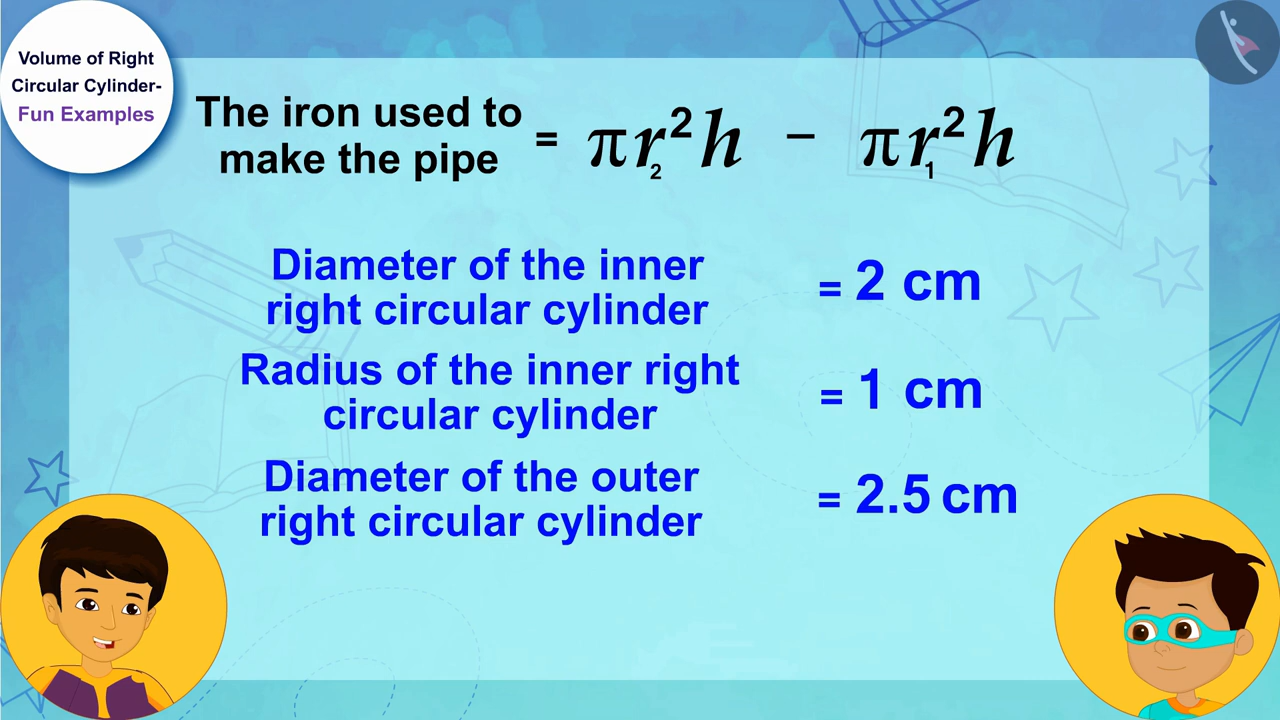 Volume of Right
Circular Cylinder-
Fun Examples
The iron used to
make the pipe
= πr₂²h − πr₁²h
Diameter of the inner
right circular cylinder
= 2 cm
Radius of the inner right
circular cylinder
= 1 cm
Diameter of the outer
right circular cylinder
= 2.5 cm